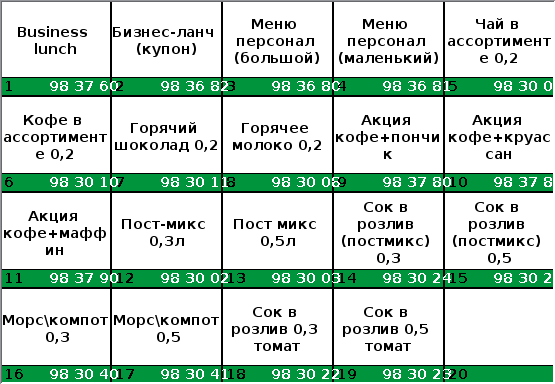 Business
lunch
1 98 37 60
Бизнес-ланч
(купон)
2 98 36 82
Меню
персонал
(большой)
3 98 36 80
Меню
персонал
(маленький)
4 98 36 81
Чай в
ассортимент
е 0,2
5 98 30 0
Кофе в
ассортимент
е 0,2
6 98 30 10
Горячий
шоколад 0,2
7 98 30 11
Горячее
молоко 0,2
8 98 30 08
Акция
кофе+пончи
к
9 98 37 80
Акция
кофе+круас
сан
10 98 37 8
Акция
кофе+мафф
ин
11 98 37 90
Пост-микс
0,3л
12 98 30 02
Пост микс
0,5л
13 98 30 03
Сок в
розлив
(постмикс)
0,3
14 98 30 24
Сок в
розлив
(постмикс)
0,5
15 98 30 2
Морс\компот
0,3
16 98 30 40
Морс\компот
0,5
17 98 30 41
Сок в
розлив 0,3
томат
18 98 30 22
Сок в
розлив 0,5
томат
19 98 30 23
20